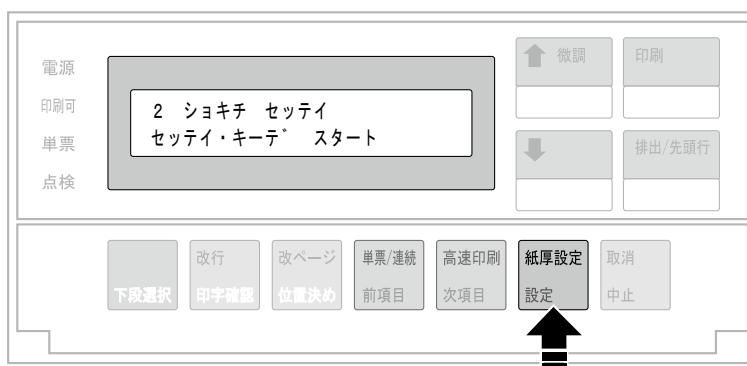 電源
印刷可
単票
点検
2 ショキチ セッテイ
セッテイ・キーデ スタート
微調
印刷
排出/先頭行
下段選択
改行
印字確認
改ページ
位置決め
単票/連続
前項目
高速印刷
次項目
紙厚設定
設定
取消
中止